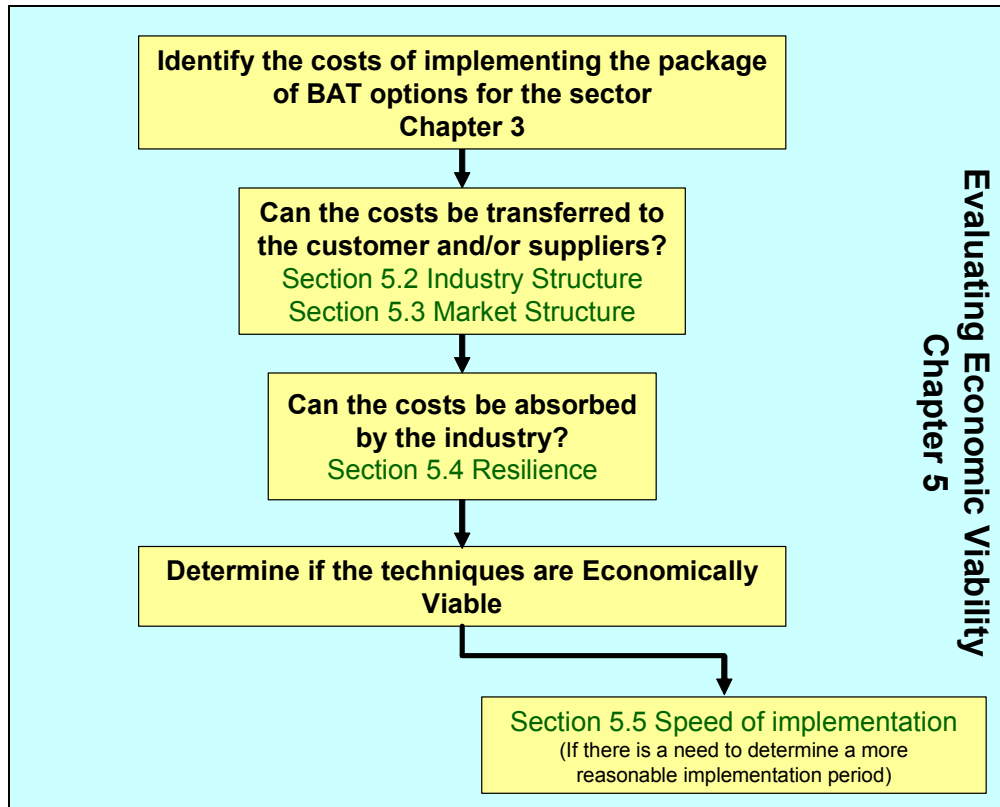 Identify the costs of implementing the package
of BAT options for the sector
Chapter 3
Can the costs be transferred to
the customer and/or suppliers?
Section 5.2 Industry Structure
Section 5.3 Market Structure
Can the costs be absorbed
by the industry?
Section 5.4 Resilience
Determine if the techniques are Economically
Viable
Section 5.5 Speed of implementation
(If there is a need to determine a more
reasonable implementation period)
Evaluating Economic Viability
Chapter 5